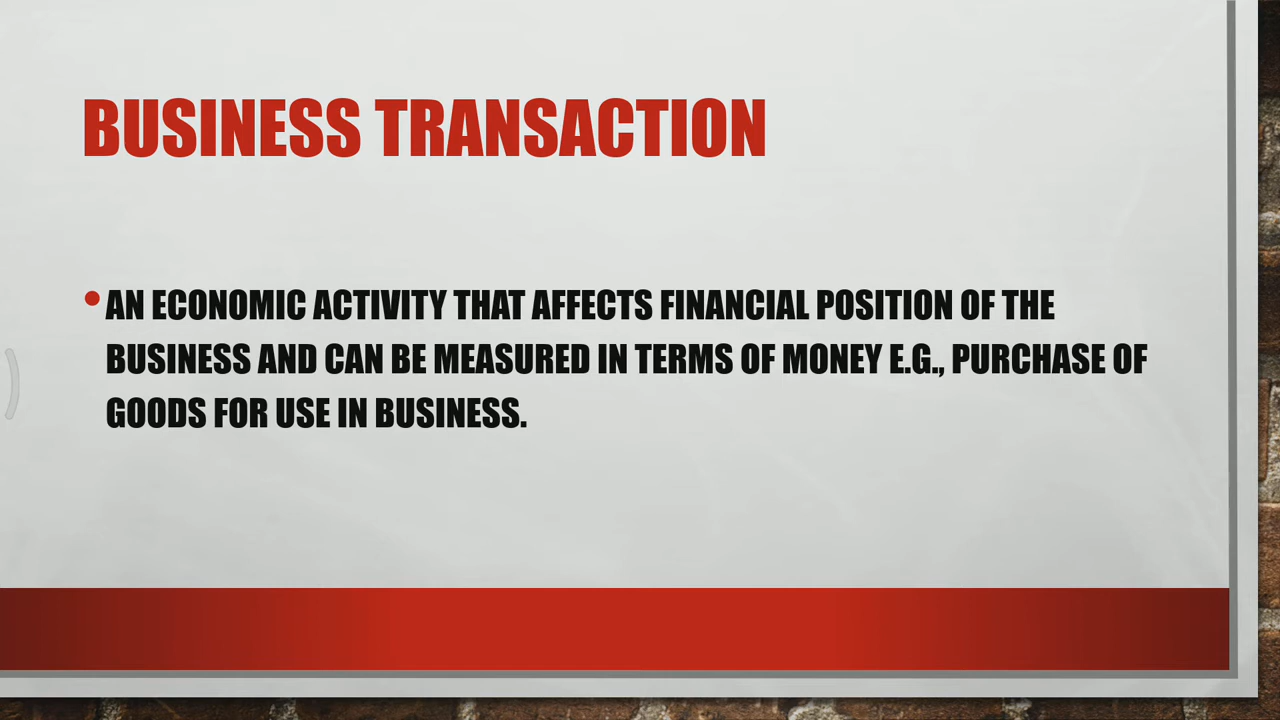 BUSINESS TRANSACTION
• AN ECONOMIC ACTIVITY THAT AFFECTS FINANCIAL POSITION OF THE
BUSINESS AND CAN BE MEASURED IN TERMS OF MONEY E.G., PURCHASE OF
GOODS FOR USE IN BUSINESS.